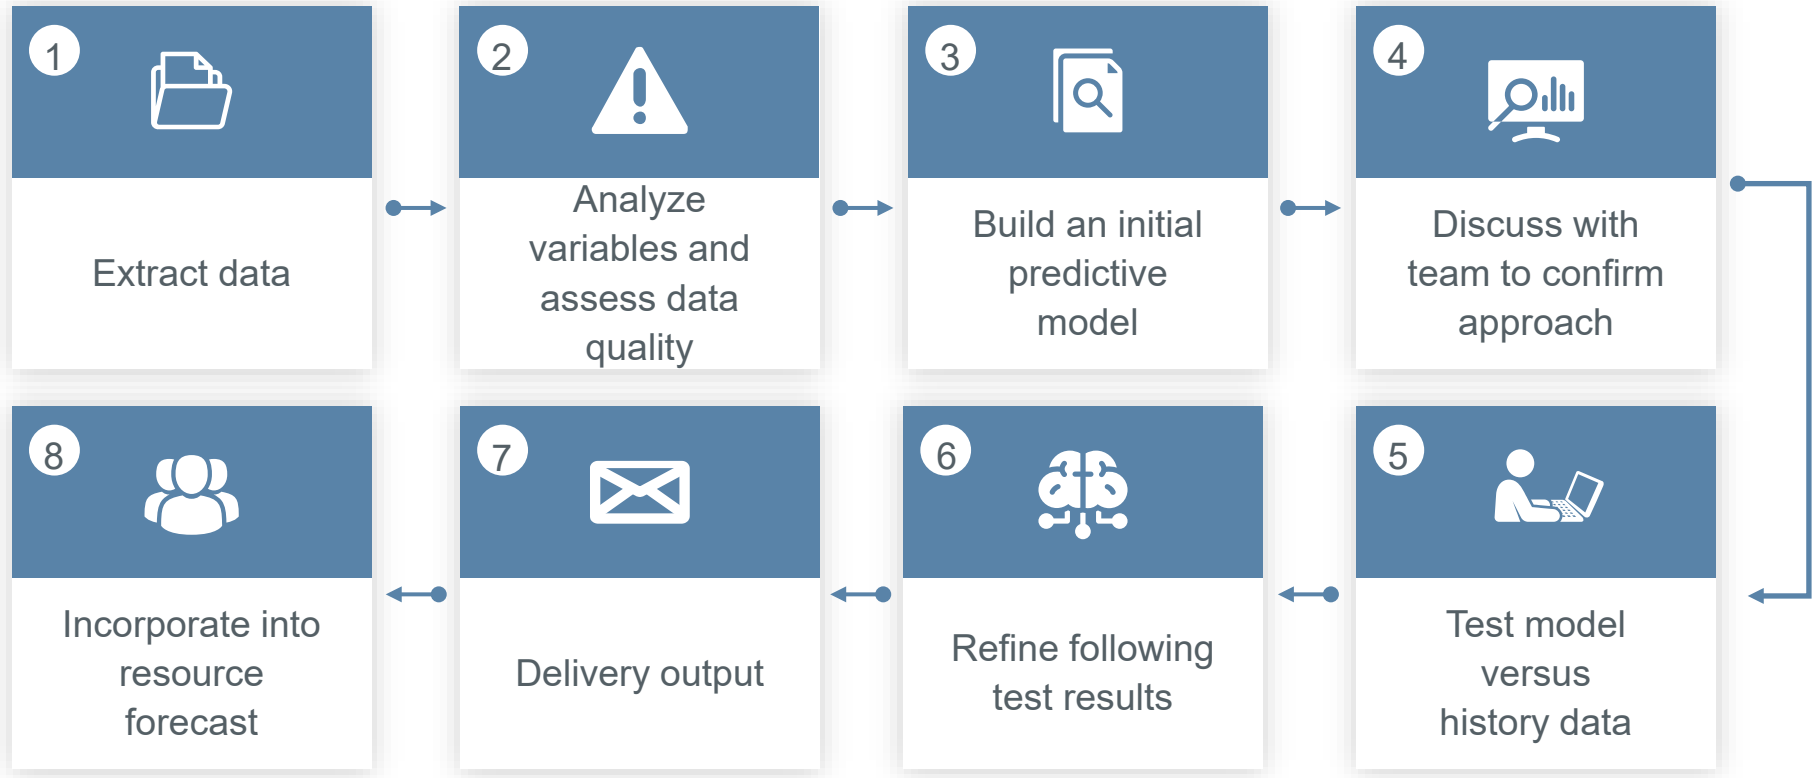 1
Extract data
2
Analyze
variables and
assess data
quality
3
Build an initial
predictive
model
4
Discuss with
team to confirm
approach
5
Test model
versus
history data
6
Refine following
test results
7
Delivery output
8
Incorporate into
resource
forecast